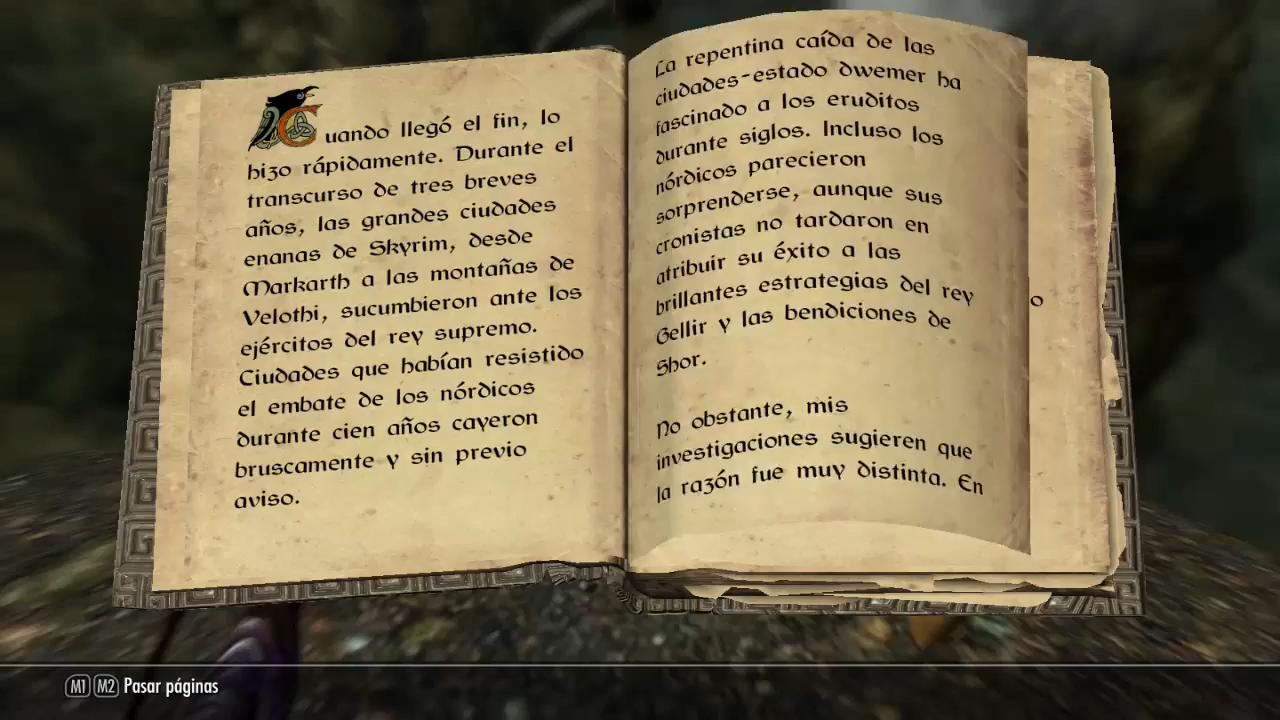 Cuando llegó el fin, lo
hizo rápidamente. Durante el
transcurso de tres breves
años, las grandes ciudades
enanas de Skyrim, desde
Markarth a las montañas de
Velothi, sucumbieron ante los
ejércitos del rey supremo.
Ciudades que habían resistido
el embate de los nórdicos
durante cien años cayeron
bruscamente y sin previo
aviso.
La repentina caída de las
ciudades-estado dwemer ha
fascinado a los eruditos
durante siglos. Incluso los
nórdicos parecieron
sorprenderse, aunque sus
cronistas no tardaron en
atribuir su éxito a las
brillantes estrategias del rey
Gellir y las bendiciones de
Shor.
No obstante, mis
investigaciones sugieren que
la razón fue muy distinta. En
o
M1 M2 Pasar páginas